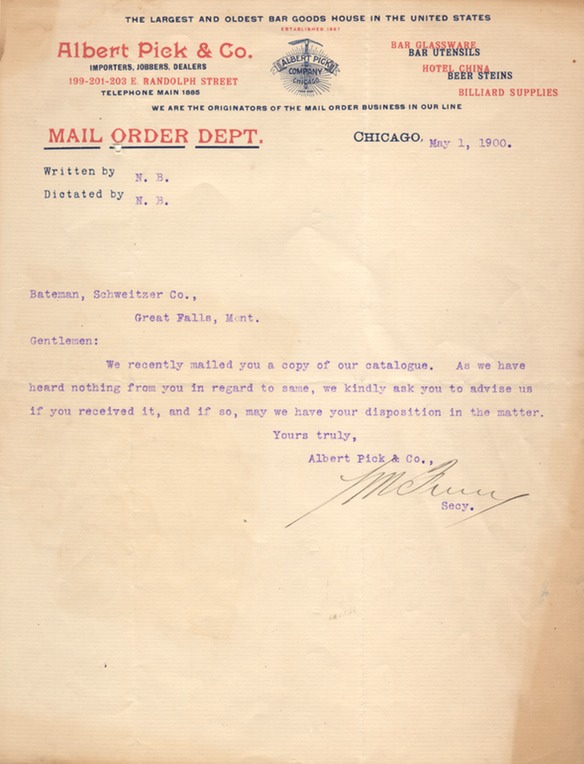 THE LARGEST AND OLDEST BAR GOODS HOUSE IN THE UNITED STATES
ESTABLISHED 1857
Albert Pick & Co.
IMPORTERS, JOBBERS, DEALERS
199-201-203 E. RANDOLPH STREET
TELEPHONE MAIN 1885
ALBERT PICK
COMPANY
CHICAGO
BAR GLASSWARE
BAR UTENSILS
HOTEL CHINA
BEER STEINS
BILLIARD SUPPLIES
WE ARE THE ORIGINATORS OF THE MAIL ORDER BUSINESS IN OUR LINE
MAIL ORDER DEPT.
CHICAGO, May 1, 1900.
Written by N. B.
Dictated by N. B.
Bateman, Schweitzer Co.,
Great Falls, Mont.
Gentlemen:
We recently mailed you a copy of our catalogue. As we have
heard nothing from you in regard to same, we kindly ask you to advise us
if you received it, and if so, may we have your disposition in the matter.
Yours truly,
Albert Pick & Co.,
Secy.